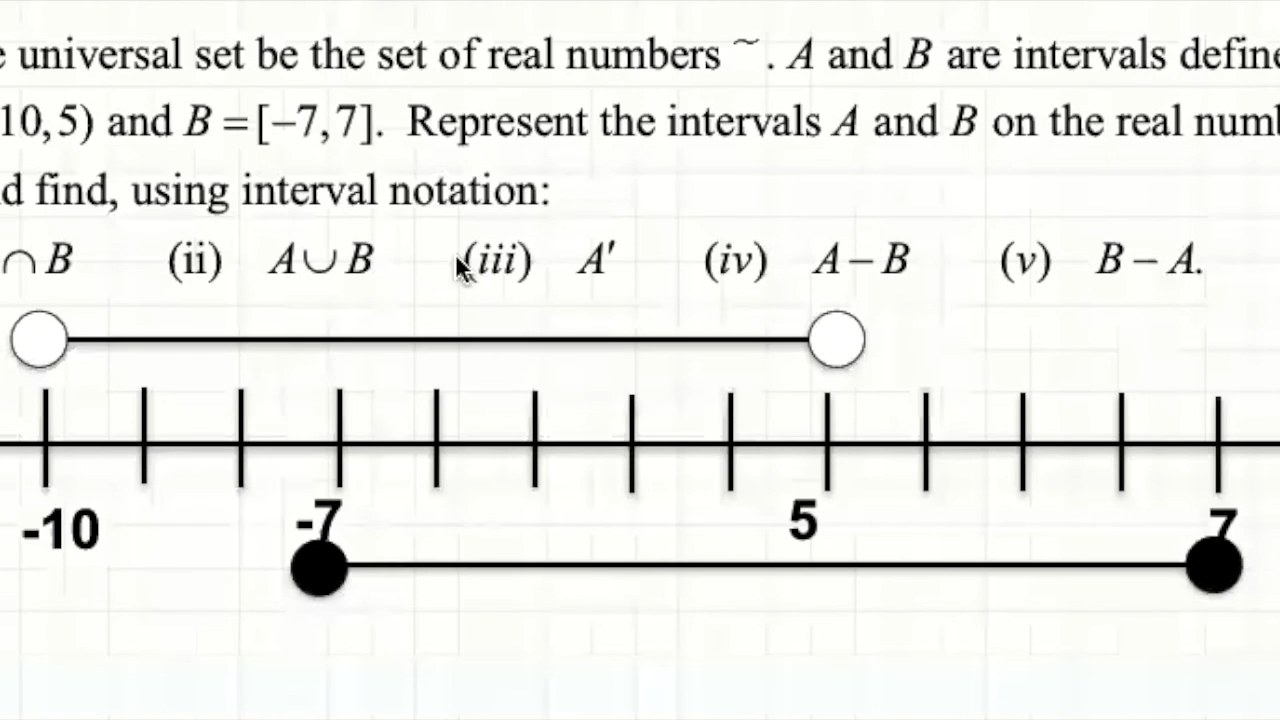 universal set be the set of real numbers ~ . A and B are intervals define
10,5) and B = [−7,7]. Represent the intervals A and B on the real num
d find, using interval notation:
∩ B (ii) A∪B (iii) A′ (iv) A−B (v) B−A.
-10 -7 5 7